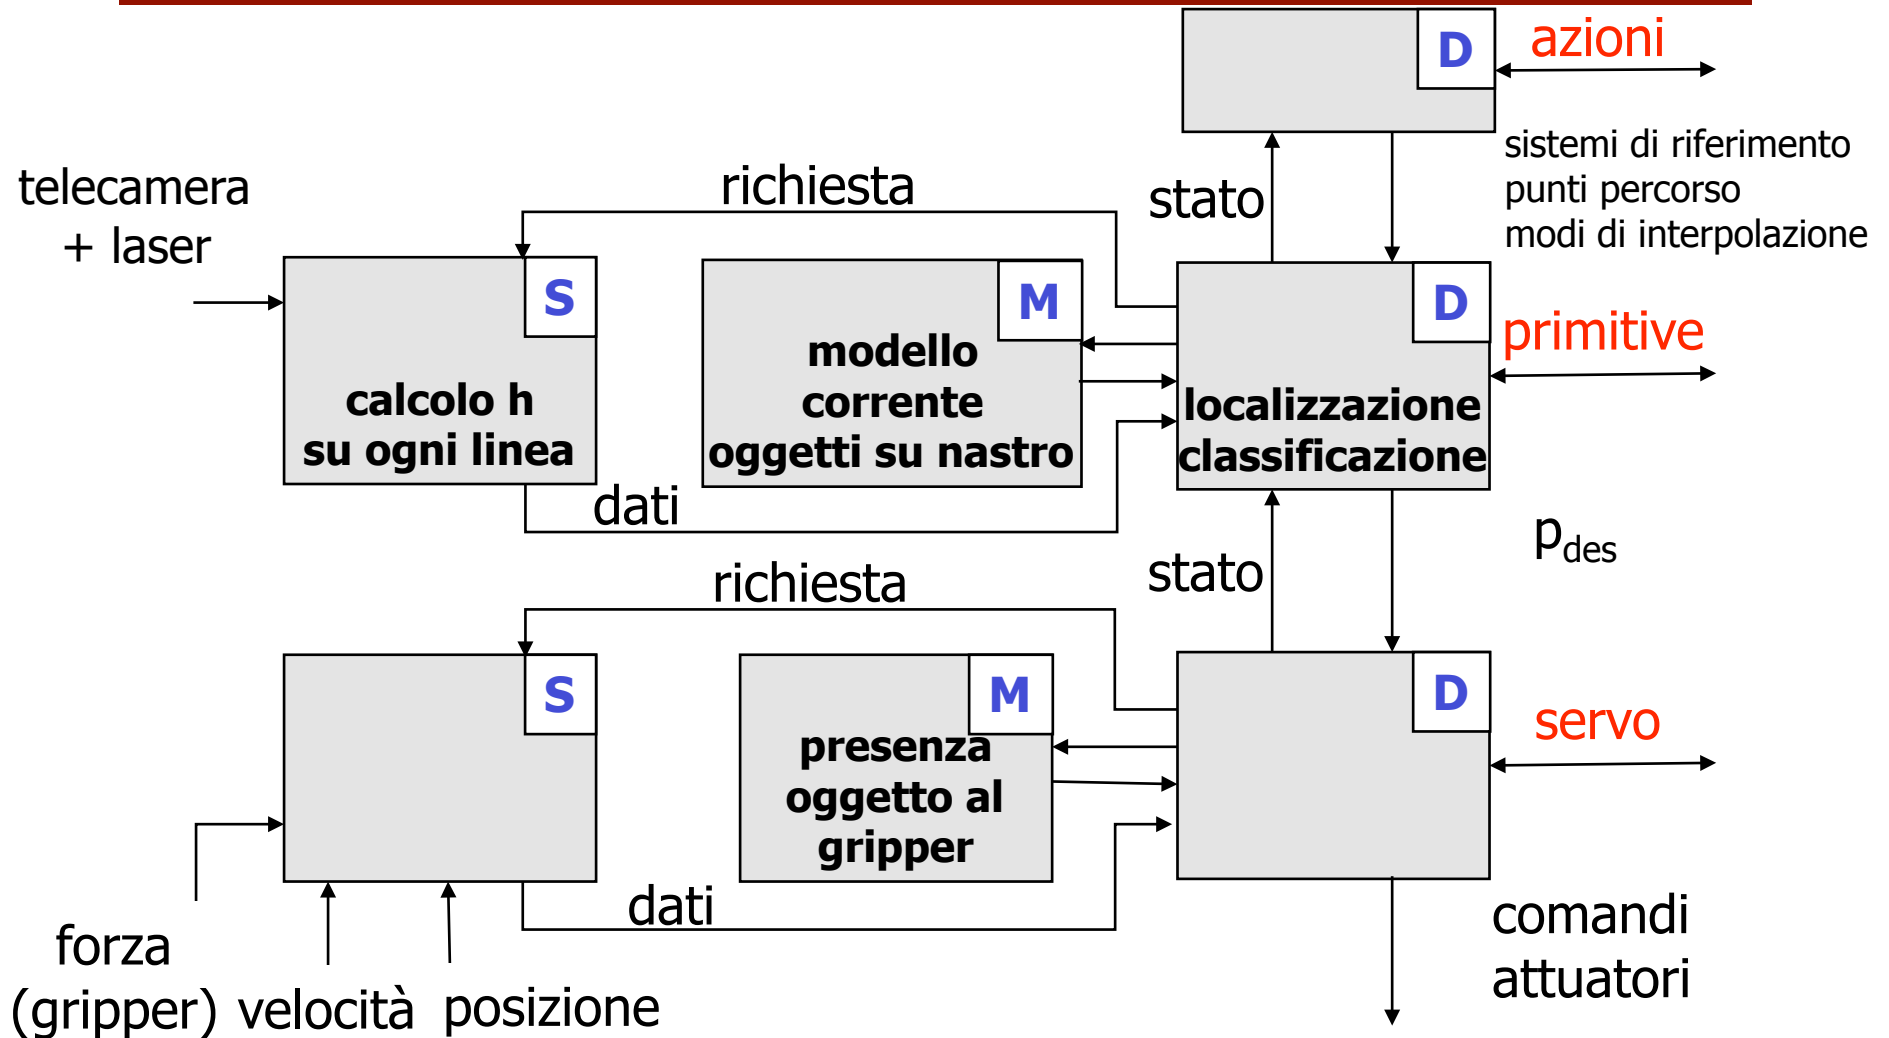 D
azioni
sistemi di riferimento
punti percorso
modi di interpolazione
telecamera
+ laser
richiesta
stato
S
calcolo h
su ogni linea
M
modello
corrente
oggetti su nastro
D
localizzazione
classificazione
primitive
dati
p_des
richiesta
stato
S
M
presenza
oggetto al
gripper
D
servo
dati
forza
(gripper)
velocità
posizione
comandi
attuatori